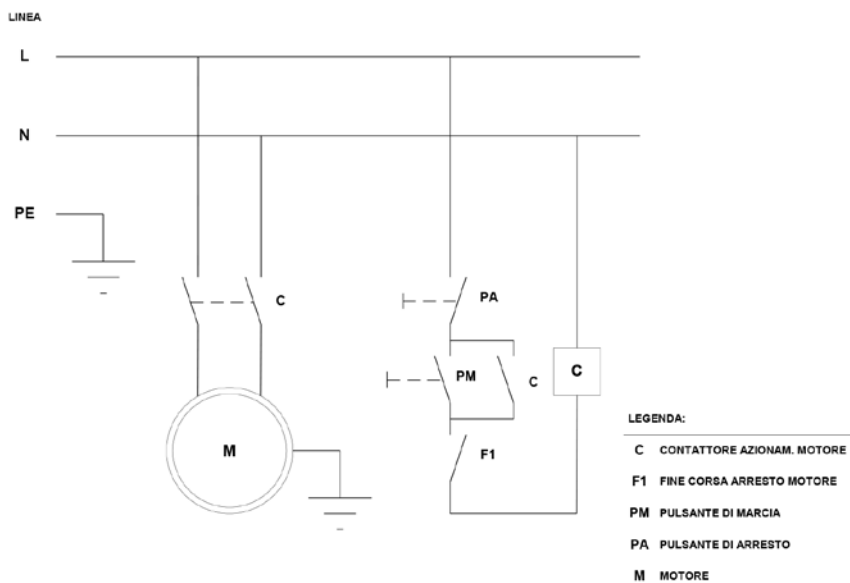 LINEA
L
N
PE
C
PA
PM
C
C
M
F1
LEGENDA:
C CONTATTORE AZIONAM. MOTORE
F1 FINE CORSA ARRESTO MOTORE
PM PULSANTE DI MARCIA
PA PULSANTE DI ARRESTO
M MOTORE